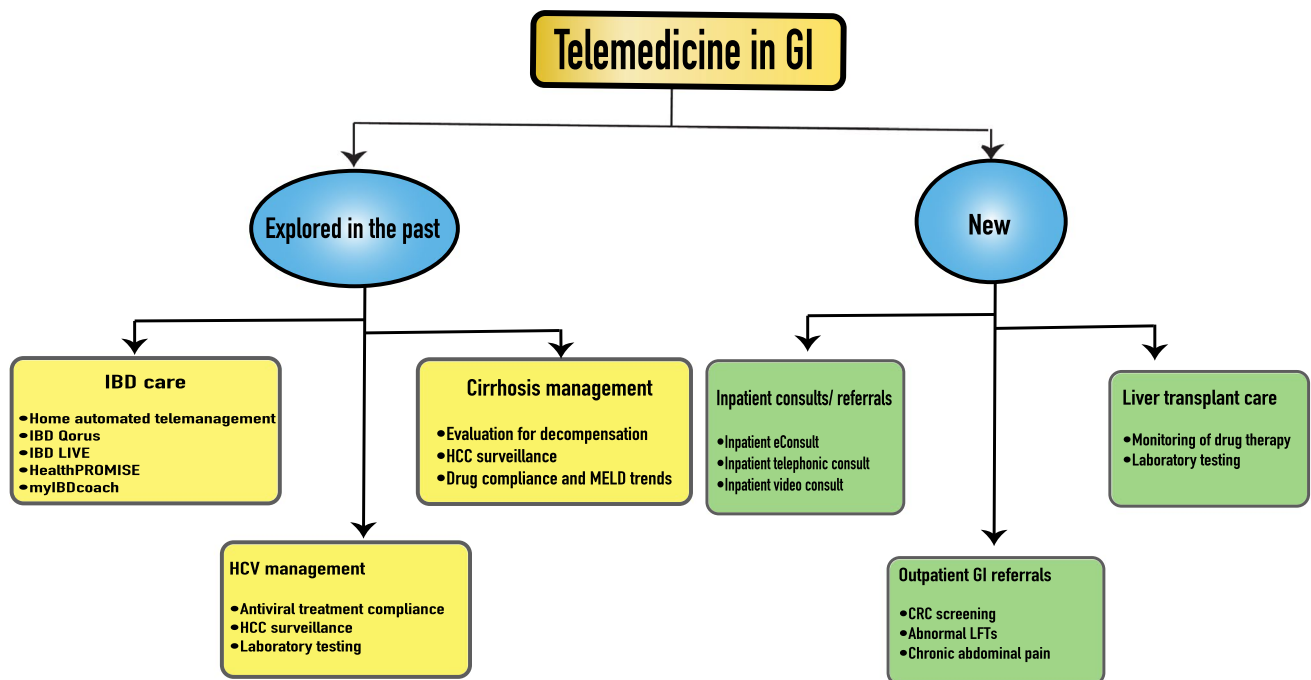 Telemedicine in GI
Explored in the past
New
IBD care
•Home automated telemanagement
•IBD Qorus
•IBD LIVE
•HealthPROMISE
•myIBDcoach
Cirrhosis management
•Evaluation for decompensation
•HCC surveillance
•Drug compliance and MELD trends
HCV management
•Antiviral treatment compliance
•HCC surveillance
•Laboratory testing
Inpatient consults/ referrals
•Inpatient eConsult
•Inpatient telephonic consult
•Inpatient video consult
Liver transplant care
•Monitoring of drug therapy
•Laboratory testing
Outpatient GI referrals
•CRC screening
•Abnormal LFTs
•Chronic abdominal pain